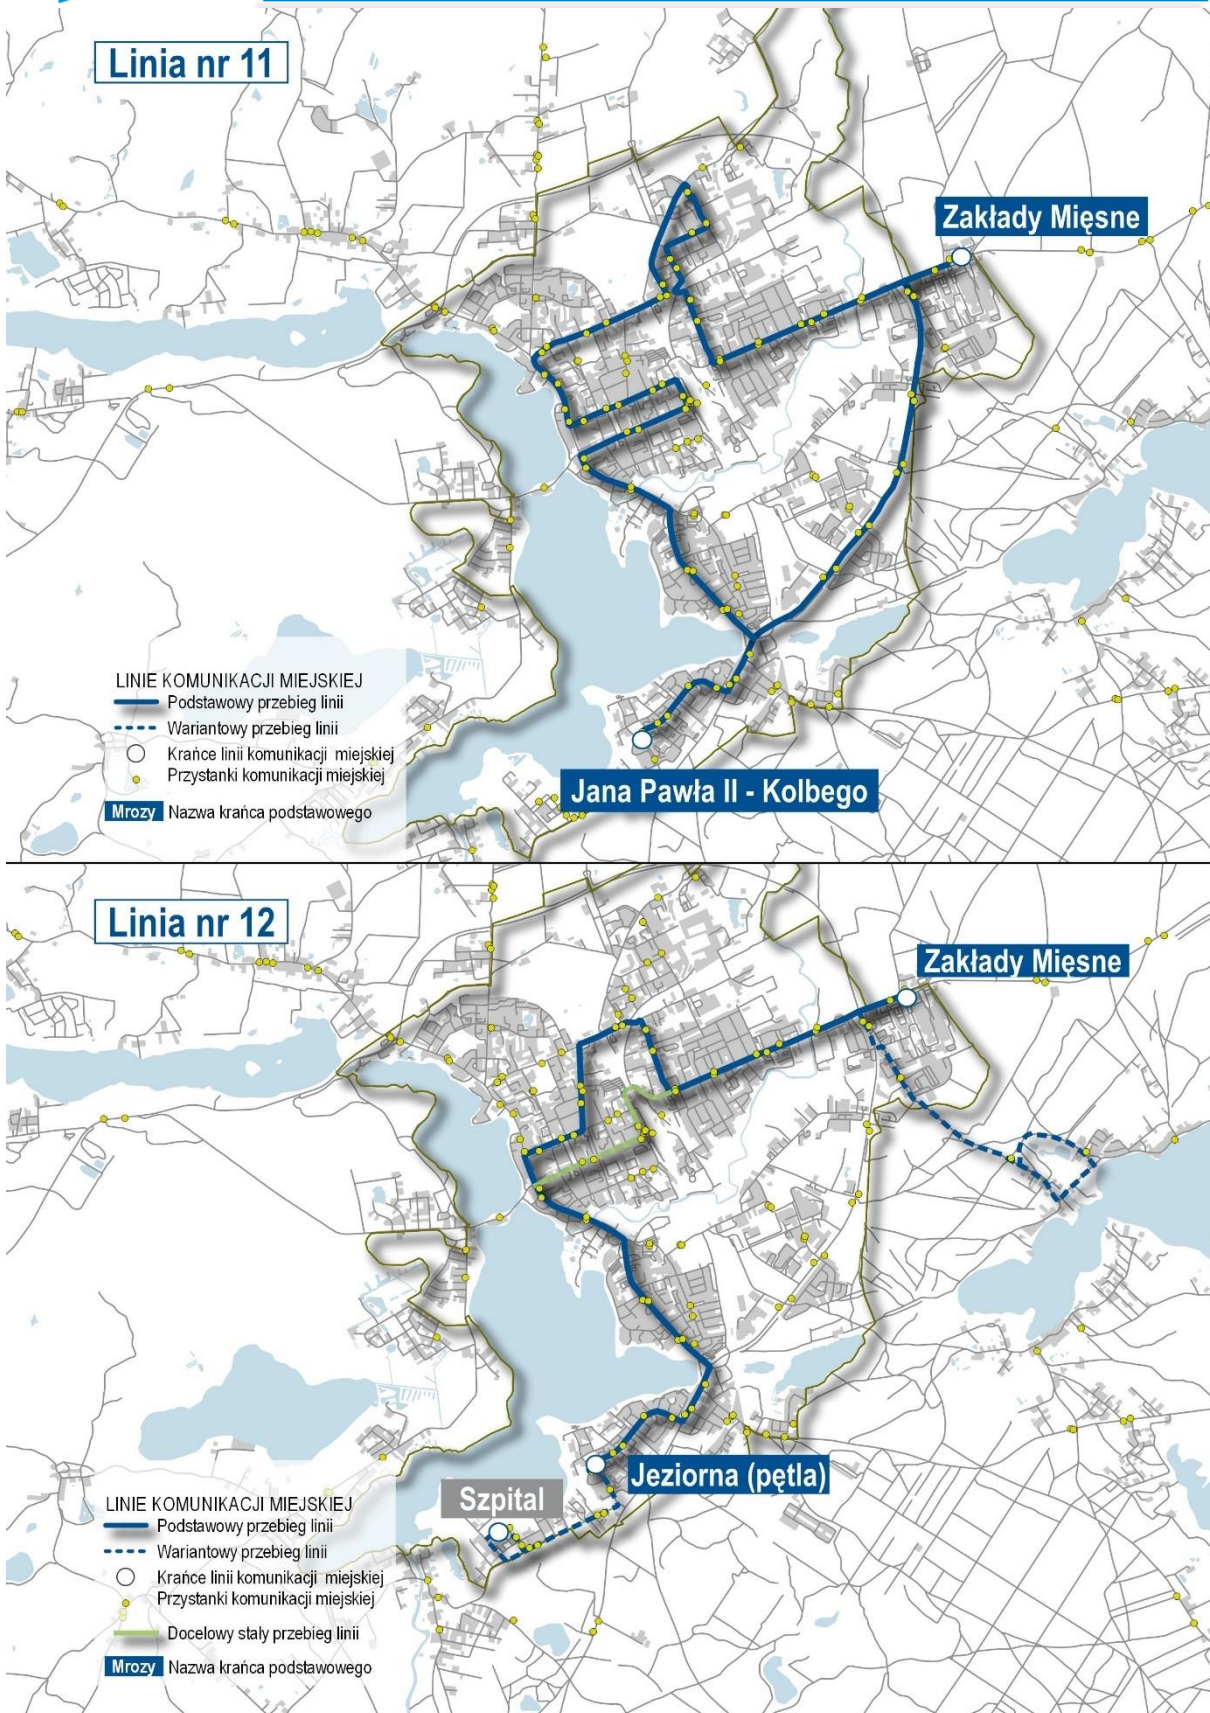 Linia nr 11
Zakłady Mięsne
LINIE KOMUNIKACJI MIEJSKIEJ
Podstawowy przebieg linii
Wariantowy przebieg linii
Krańce linii komunikacji miejskiej
Przystanki komunikacji miejskiej
Mrozy Nazwa krańca podstawowego
Jana Pawła II - Kolbego
Linia nr 12
Zakłady Mięsne
Jeziorna (pętla)
Szpital
LINIE KOMUNIKACJI MIEJSKIEJ
Podstawowy przebieg linii
Wariantowy przebieg linii
Krańce linii komunikacji miejskiej
Przystanki komunikacji miejskiej
Docelowy stały przebieg linii
Mrozy Nazwa krańca podstawowego